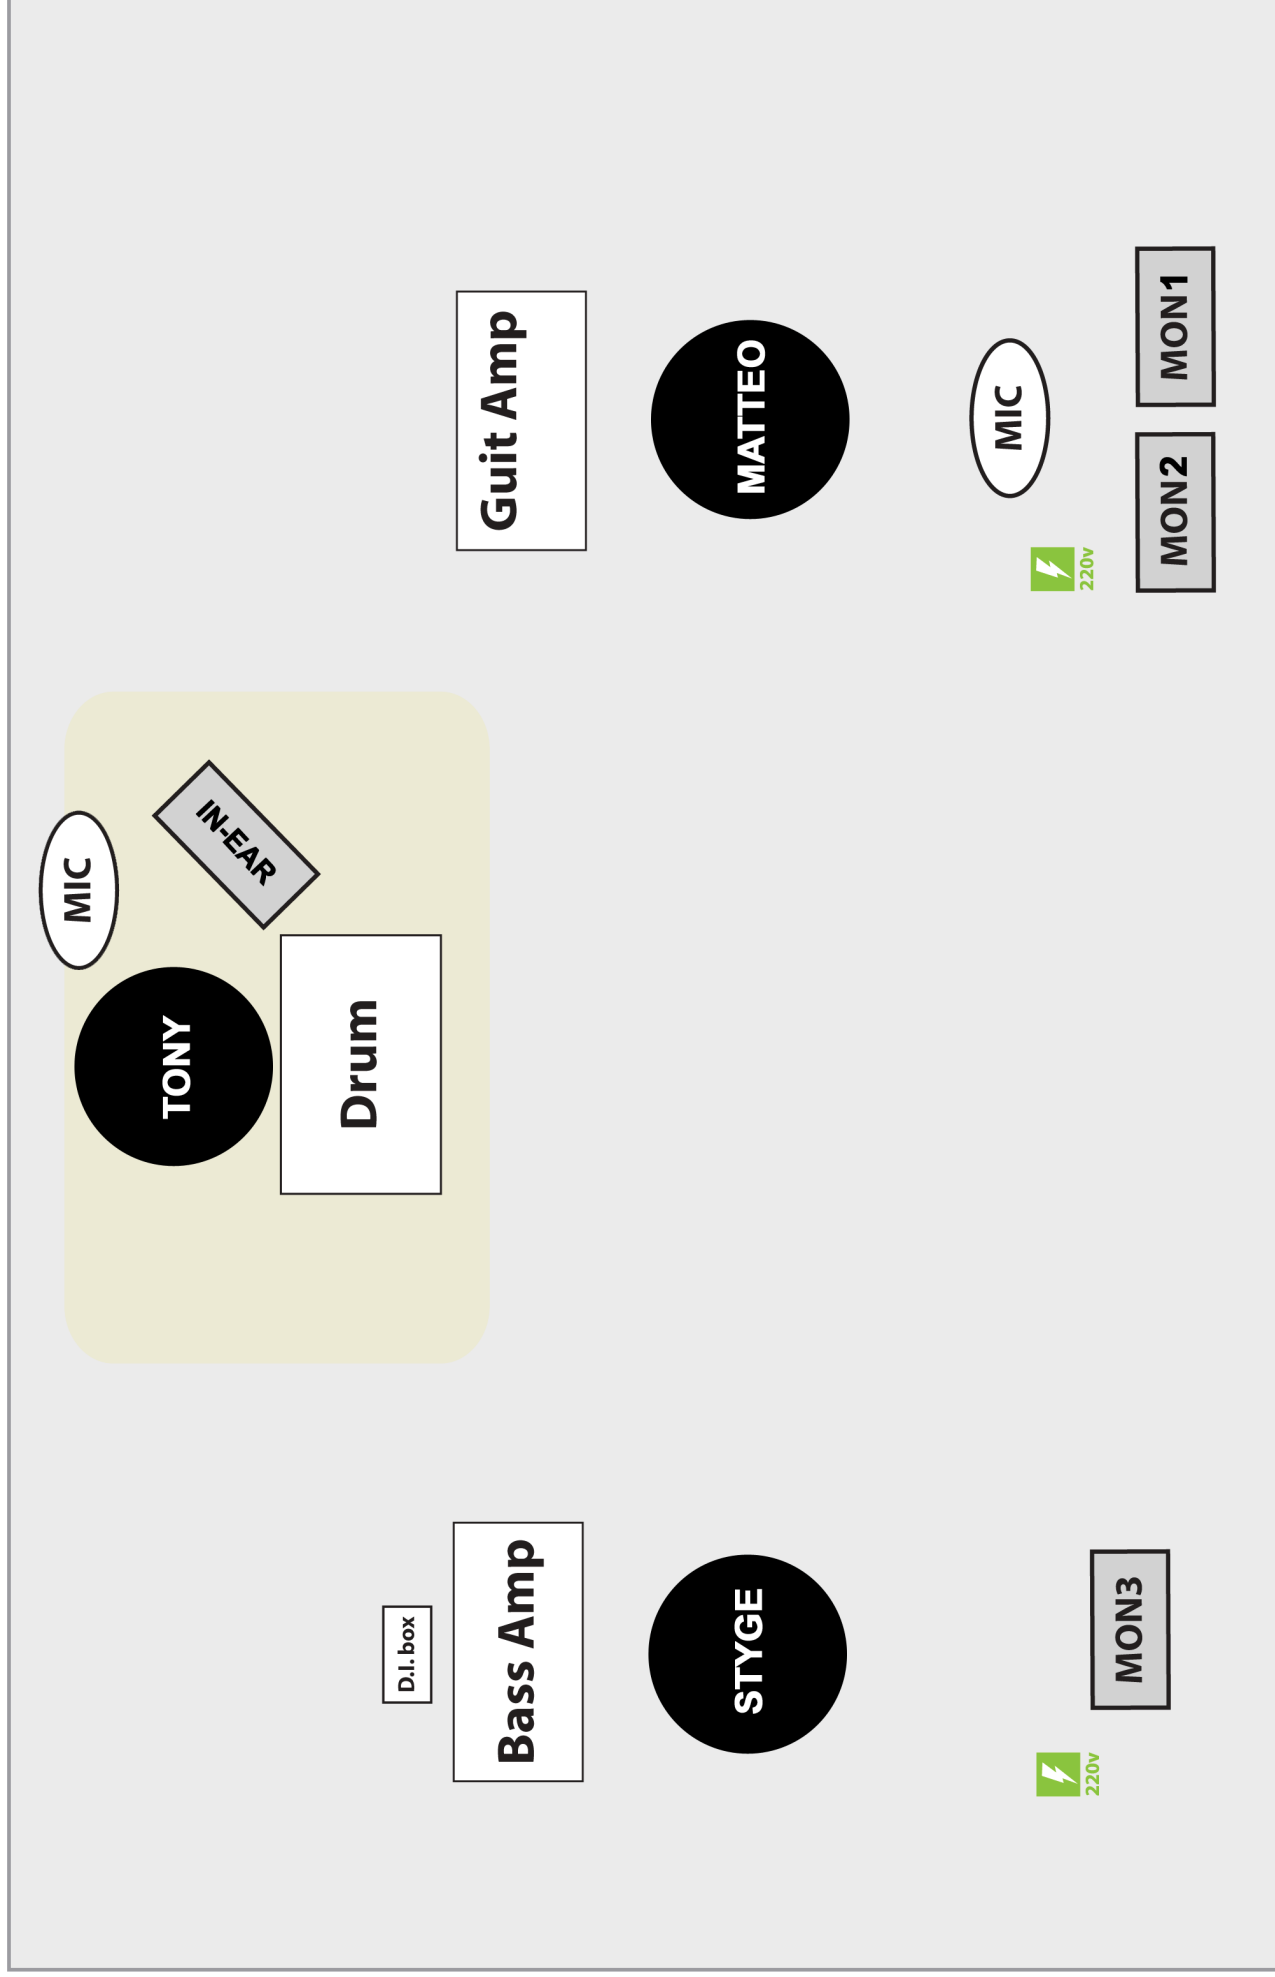 MIC
TONY
IN-EAR
Drum
D.I. box
Bass Amp
Guit Amp
STYGE
MATTEO
MIC
220v
220v
MON3
MON2
MON1